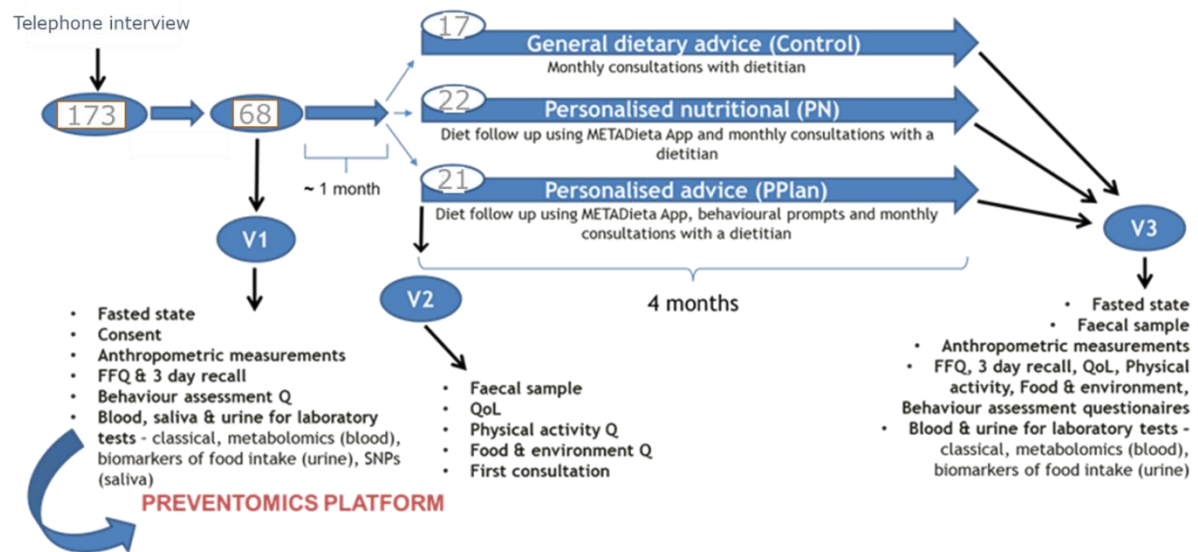 Telephone interview
173
68
~ 1 month
17
General dietary advice (Control)
Monthly consultations with dietitian
22
Personalised nutritional (PN)
Diet follow up using METADieta App and monthly consultations with a
dietitian
21
Personalised advice (PPlan)
Diet follow up using METADieta App, behavioural prompts and monthly
consultations with a dietitian
4 months
V1
• Fasted state
• Consent
• Anthropometric measurements
• FFQ & 3 day recall
• Behaviour assessment Q
• Blood, saliva & urine for laboratory
tests - classical, metabolomics (blood),
biomarkers of food intake (urine), SNPs
(saliva)
PREVENTOMICS PLATFORM
V2
• Faecal sample
• QoL
• Physical activity Q
• Food & environment Q
• First consultation
V3
• Fasted state
• Faecal sample
• Anthropometric measurements
• FFQ, 3 day recall, QoL, Physical
activity, Food & environment,
Behaviour assessment questionaires
• Blood & urine for laboratory tests -
classical, metabolomics (blood),
biomarkers of food intake (urine)